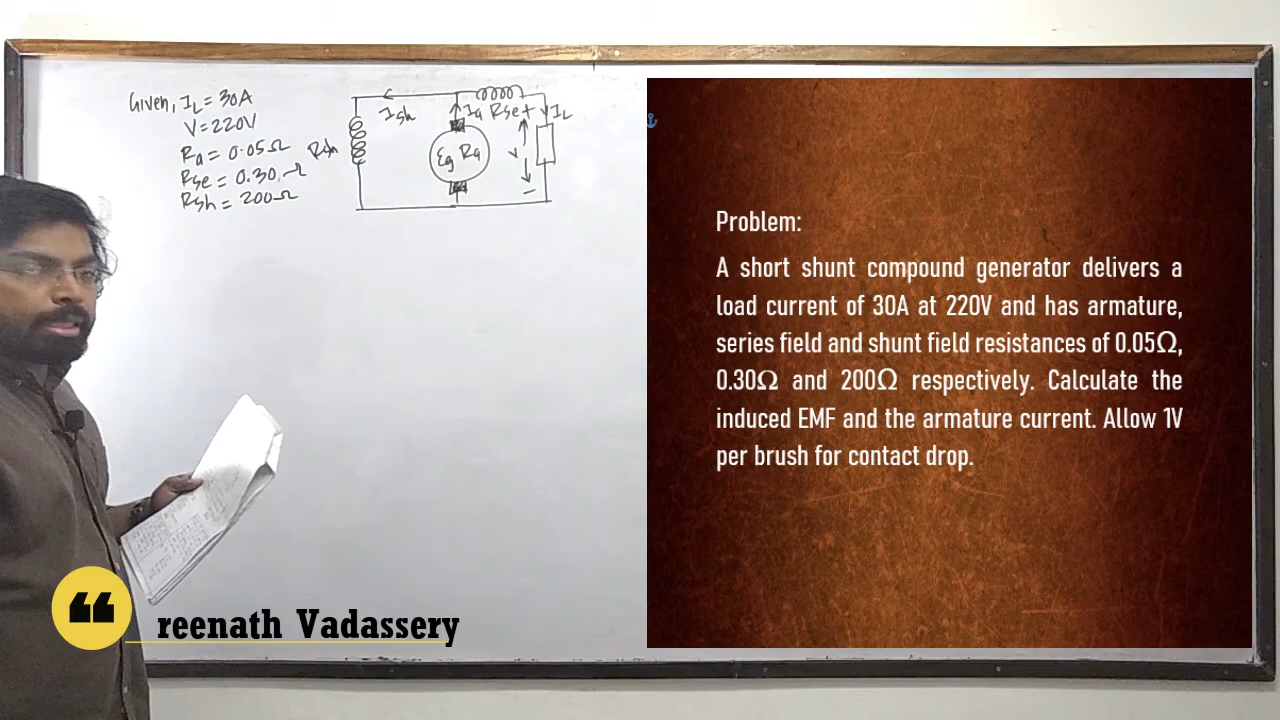 Given, IL = 30A
V = 220V
Ra = 0.05Ω
Rse = 0.30Ω
Rsh = 200Ω
Ish
Ia
Rse
+
IL
Rsh
Eg Ra
V
−
Problem:
A short shunt compound generator delivers a
load current of 30A at 220V and has armature,
series field and shunt field resistances of 0.05Ω,
0.30Ω and 200Ω respectively. Calculate the
induced EMF and the armature current. Allow 1V
per brush for contact drop.
reenath Vadassery